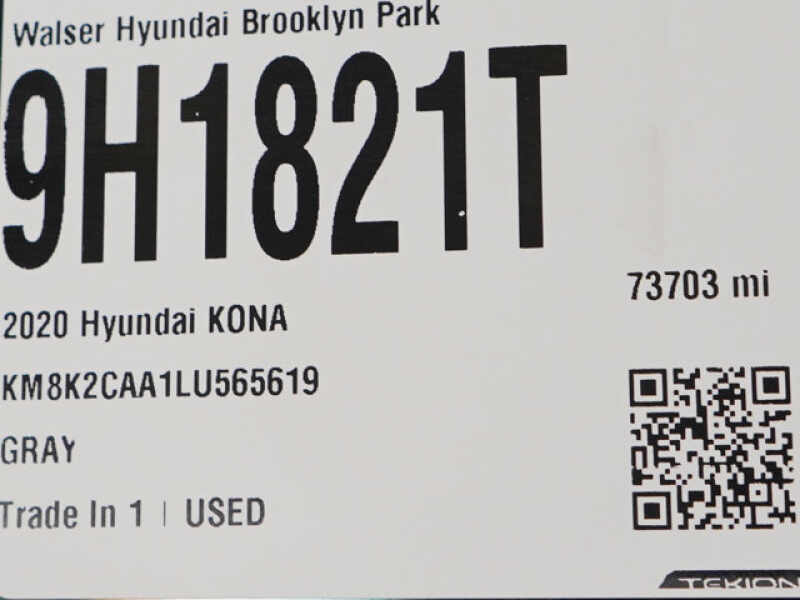 Walser Hyundai Brooklyn Park
9H1821T
73703 mi
2020 Hyundai KONA
KM8K2CAA1LU565619
GRAY
Trade In 1 | USED
TEKION